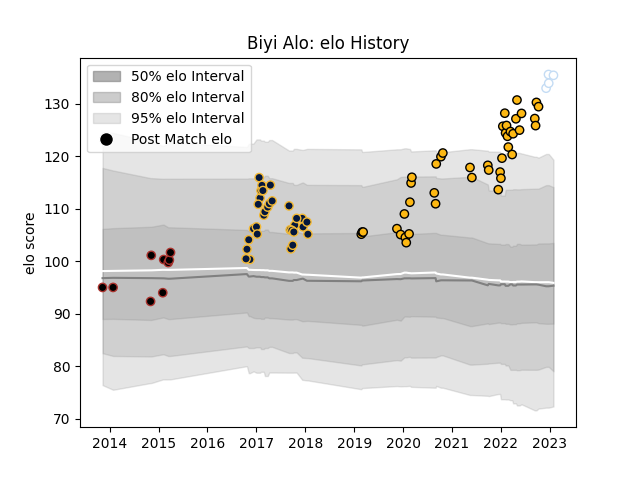 Biyi Alo: elo History
50% elo Interval
80% elo Interval
95% elo Interval
Post Match elo
elo score
130
120
110
100
90
80
70
2014 2015 2016 2017 2018 2019 2020 2021 2022 2023